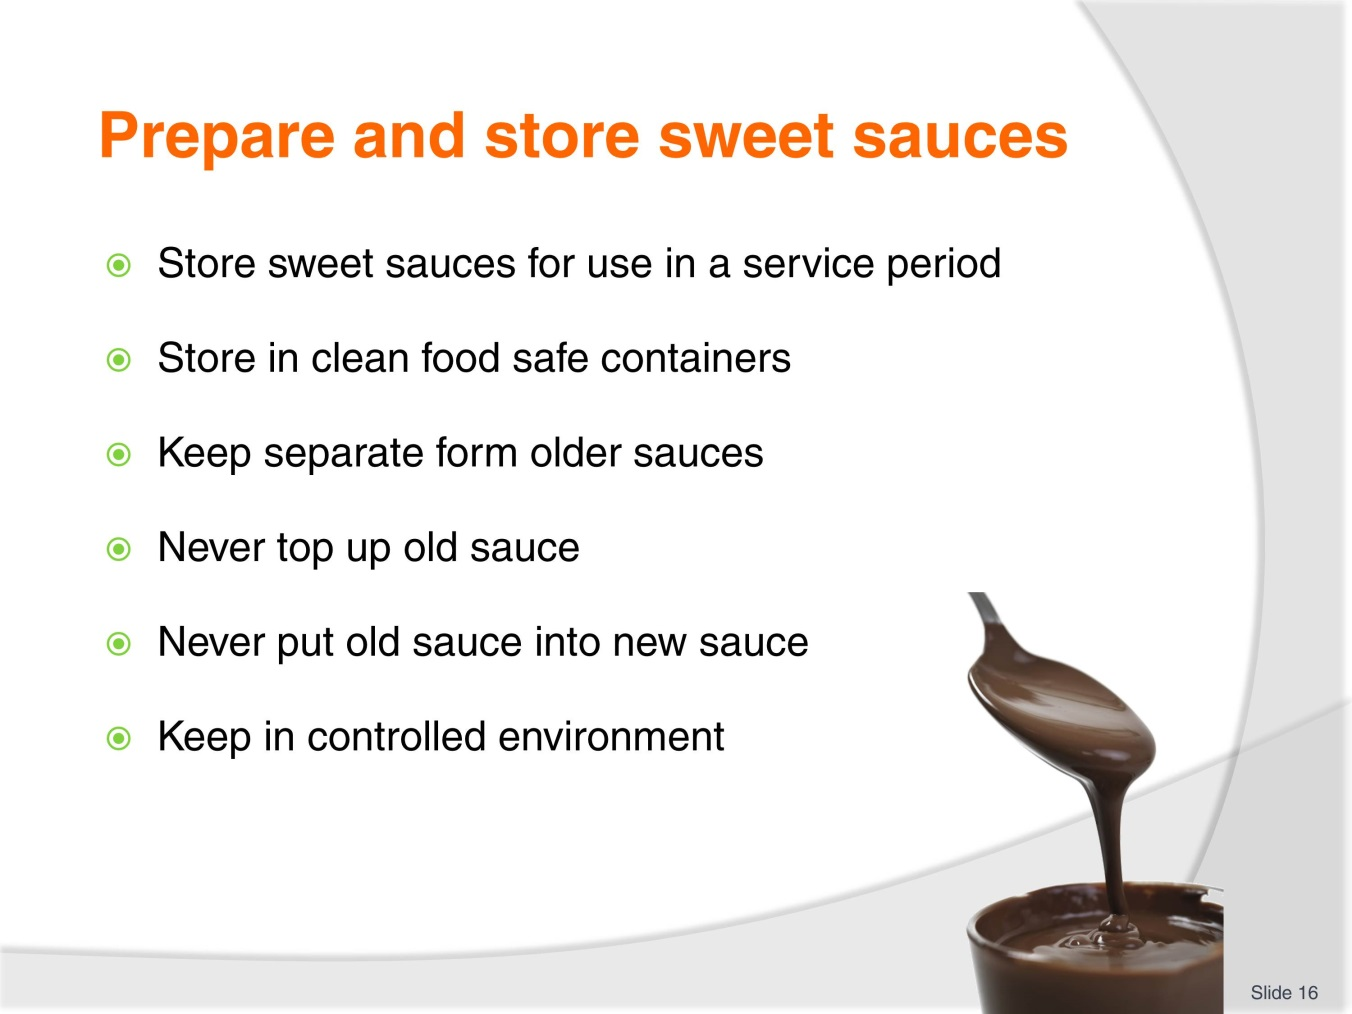 Prepare and store sweet sauces
Store sweet sauces for use in a service period
Store in clean food safe containers
Keep separate form older sauces
Never top up old sauce
Never put old sauce into new sauce
Keep in controlled environment
Slide 16